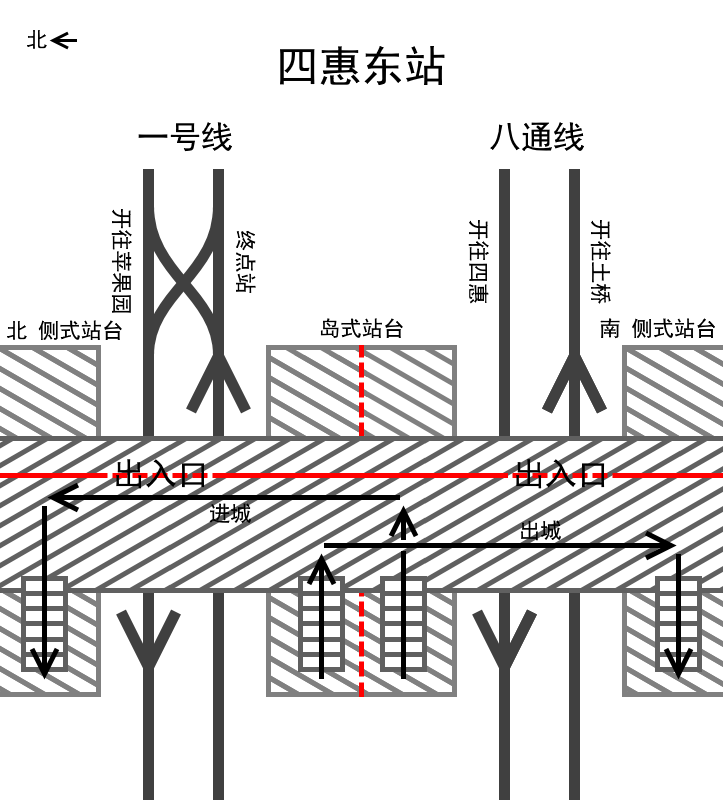 北
四惠东站
一号线
八通线
开往苹果园
终点站
开往四惠
开往土桥
北 侧式站台
岛式站台
南 侧式站台
出入口
出入口
进城
出城